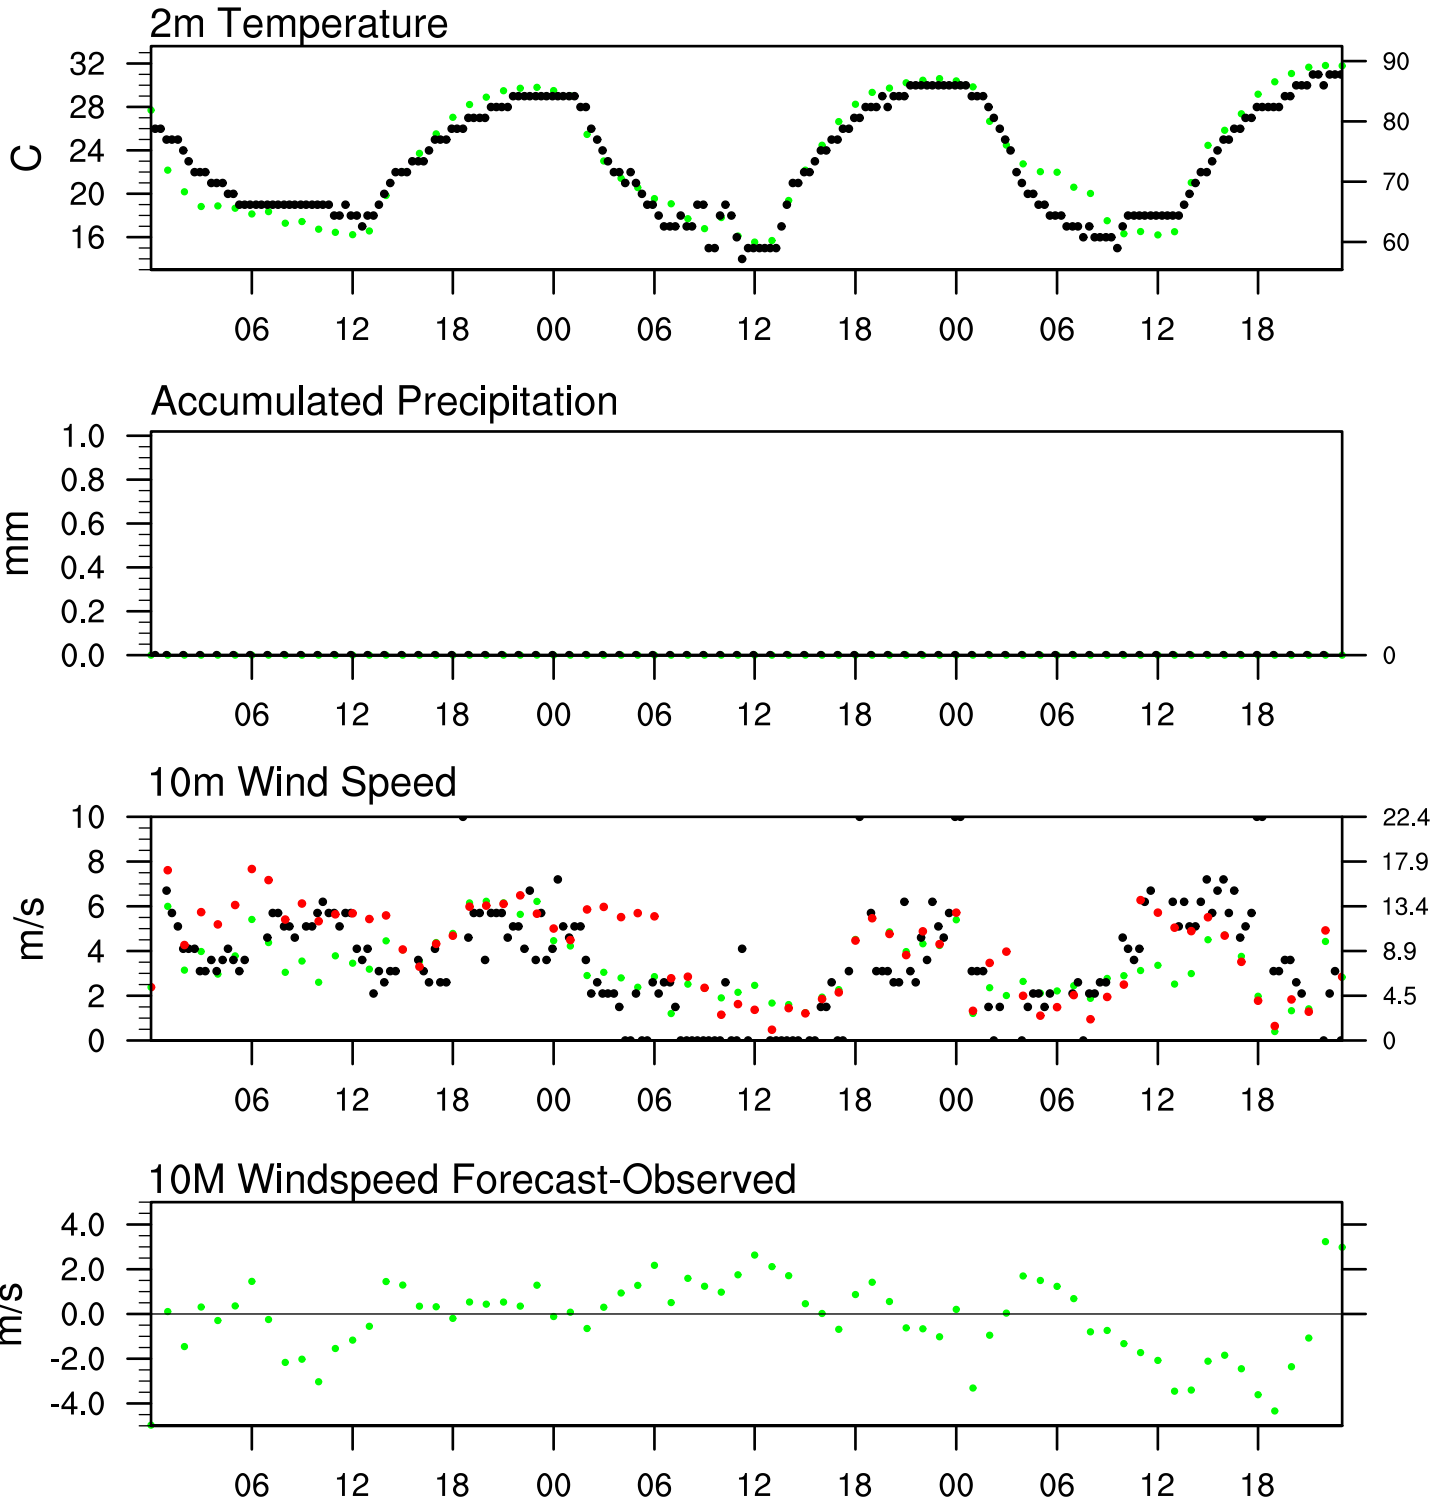 2m Temperature
32 90
28
80
24
C
20 70
16
60
06 12 18 00 06 12 18 00 06 12 18
Accumulated Precipitation
1.0
0.8
0.6
mm
0.4
0.2
0.0 0
06 12 18 00 06 12 18 00 06 12 18
10m Wind Speed
10 22.4
8 17.9
6 13.4
m/s
4 8.9
2 4.5
0 0
06 12 18 00 06 12 18 00 06 12 18
10M Windspeed Forecast-Observed
4.0
2.0
0.0
m/s
-2.0
-4.0
06 12 18 00 06 12 18 00 06 12 18